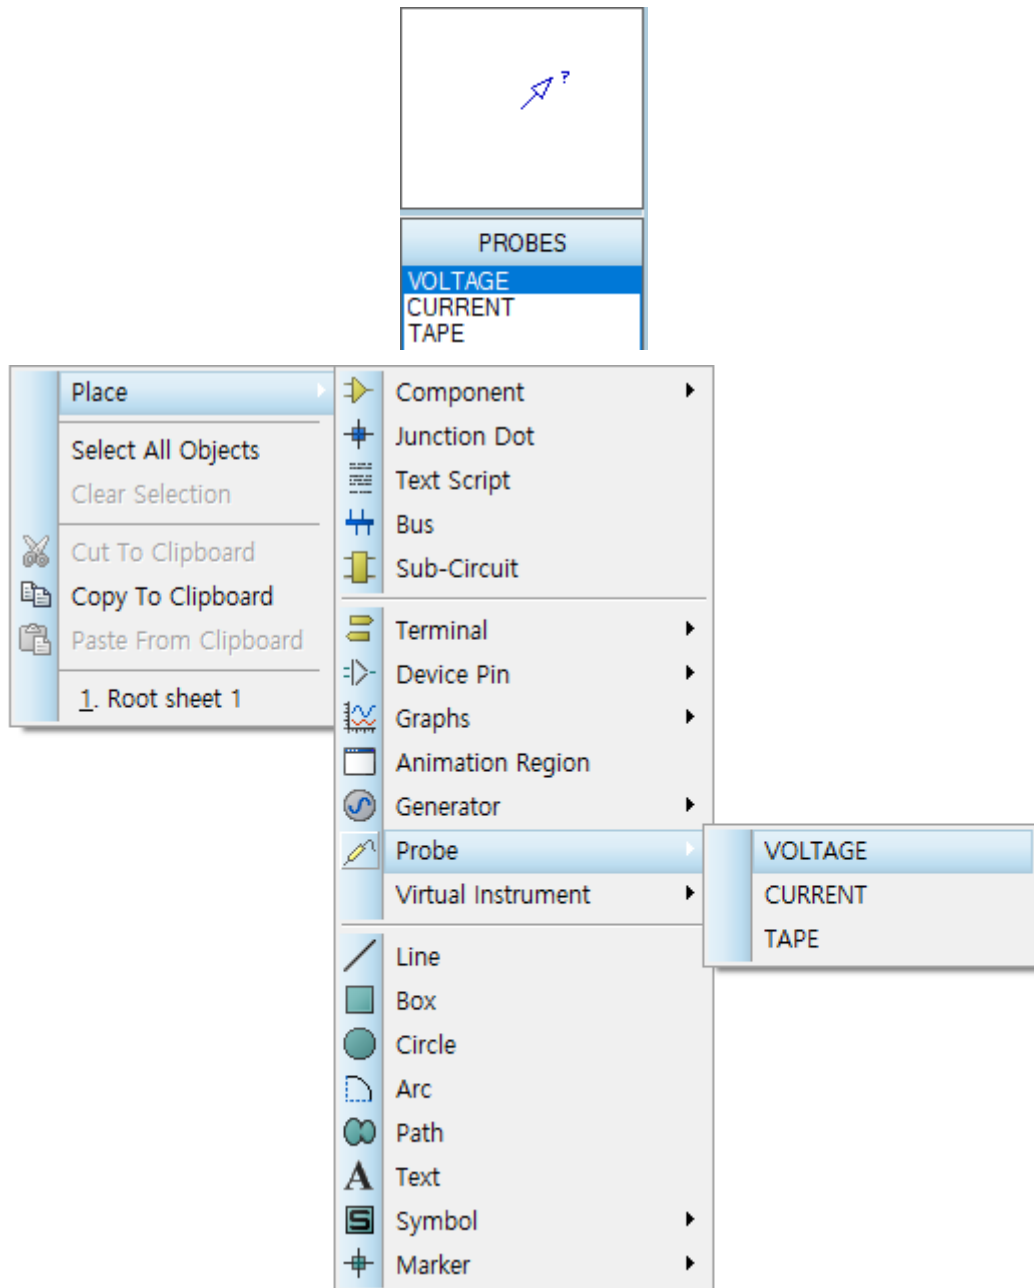 ?
PROBES
VOLTAGE
CURRENT
TAPE
Place
Select All Objects
Clear Selection
Cut To Clipboard
Copy To Clipboard
Paste From Clipboard
1. Root sheet 1
Component
Junction Dot
Text Script
Bus
Sub-Circuit
Terminal
Device Pin
Graphs
Animation Region
Generator
Probe
Virtual Instrument
Line
Box
Circle
Arc
Path
A Text
S Symbol
Marker
VOLTAGE
CURRENT
TAPE